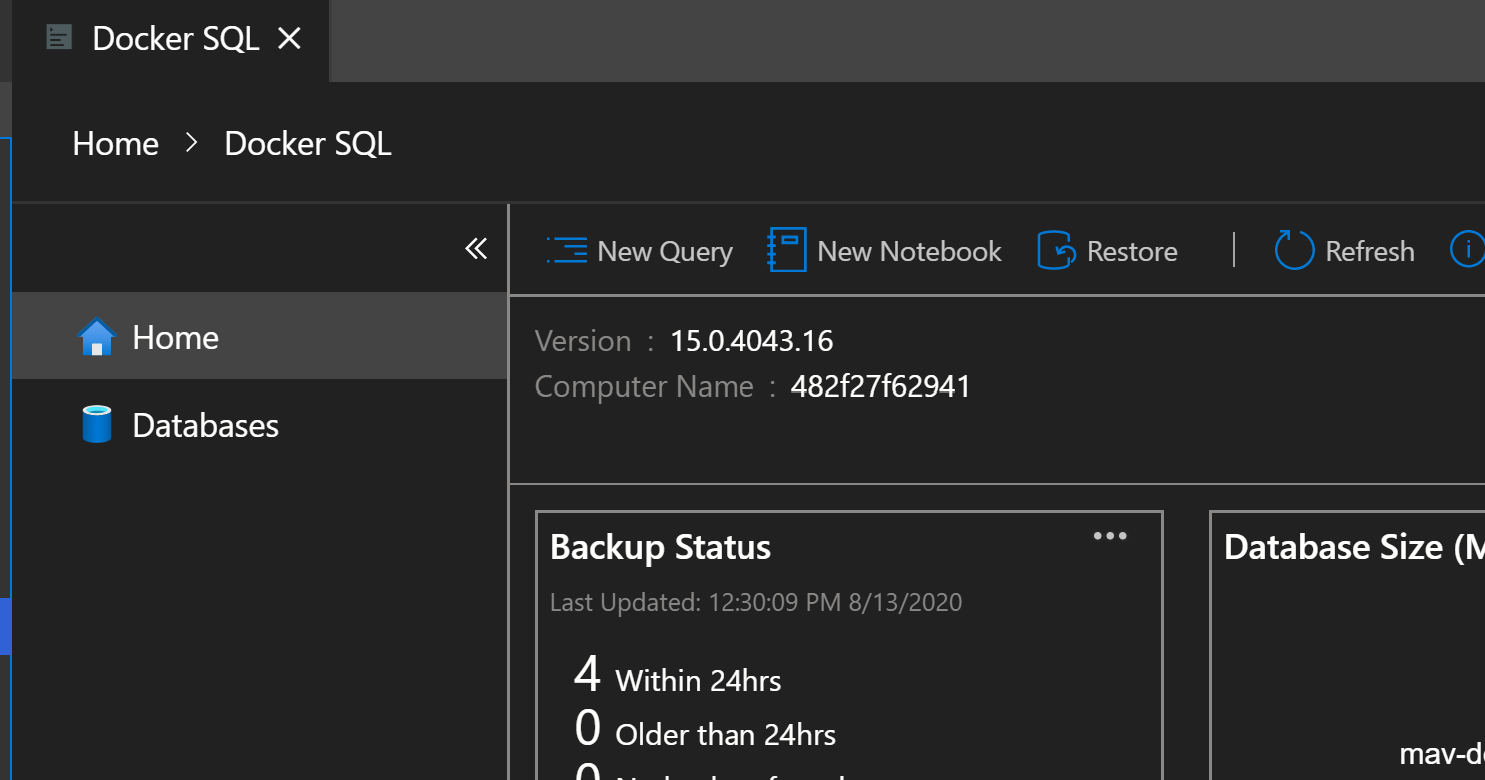 Docker SQL
Home > Docker SQL
New Query New Notebook Restore | Refresh
Home
Databases
Version : 15.0.4043.16
Computer Name : 482f27f62941
Backup Status
Last Updated: 12:30:09 PM 8/13/2020
4 Within 24hrs
0 Older than 24hrs
0
Database Size (M
mav-d